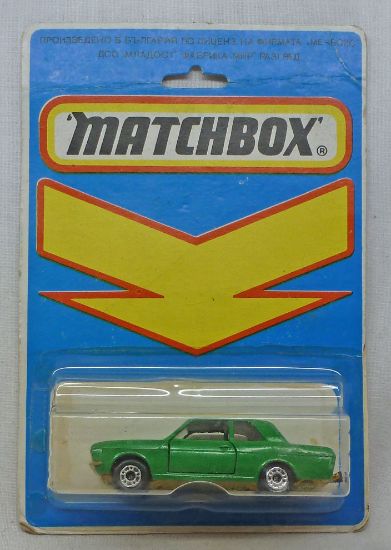 ПРОИЗВЕДЕНО В БЪЛГАРИЯ ПО ЛИЦЕНЗ НА ФИРМАТА
ДСО "МЛАДОСТ" ФАБРИКА "МИР" РАЗГРАД
'MATCHBOX'®